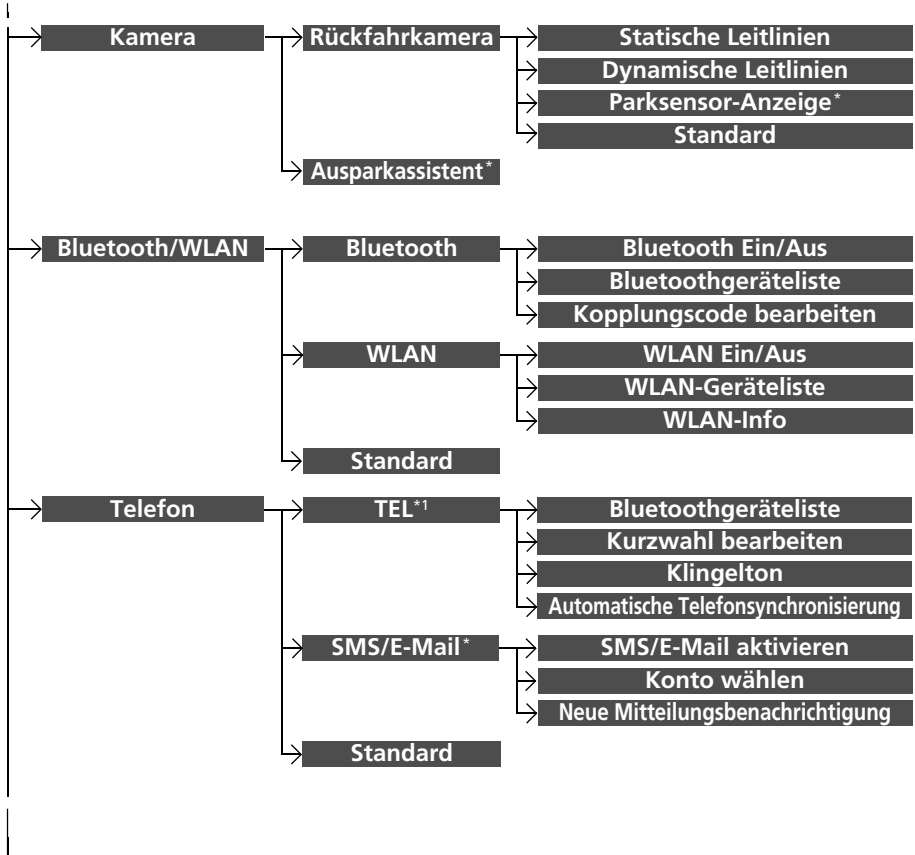 Kamera
Rückfahrkamera
Statische Leitlinien
Dynamische Leitlinien
Parksensor-Anzeige*
Standard
Ausparkassistent*
Bluetooth/WLAN
Bluetooth
Bluetooth Ein/Aus
Bluetoothgeräteliste
Kopplungscode bearbeiten
WLAN
WLAN Ein/Aus
WLAN-Geräteliste
WLAN-Info
Standard
Telefon
TEL*1
Bluetoothgeräteliste
Kurzwahl bearbeiten
Klingelton
Automatische Telefonsynchronisierung
SMS/E-Mail*
SMS/E-Mail aktivieren
Konto wählen
Neue Mitteilungsbenachrichtigung
Standard